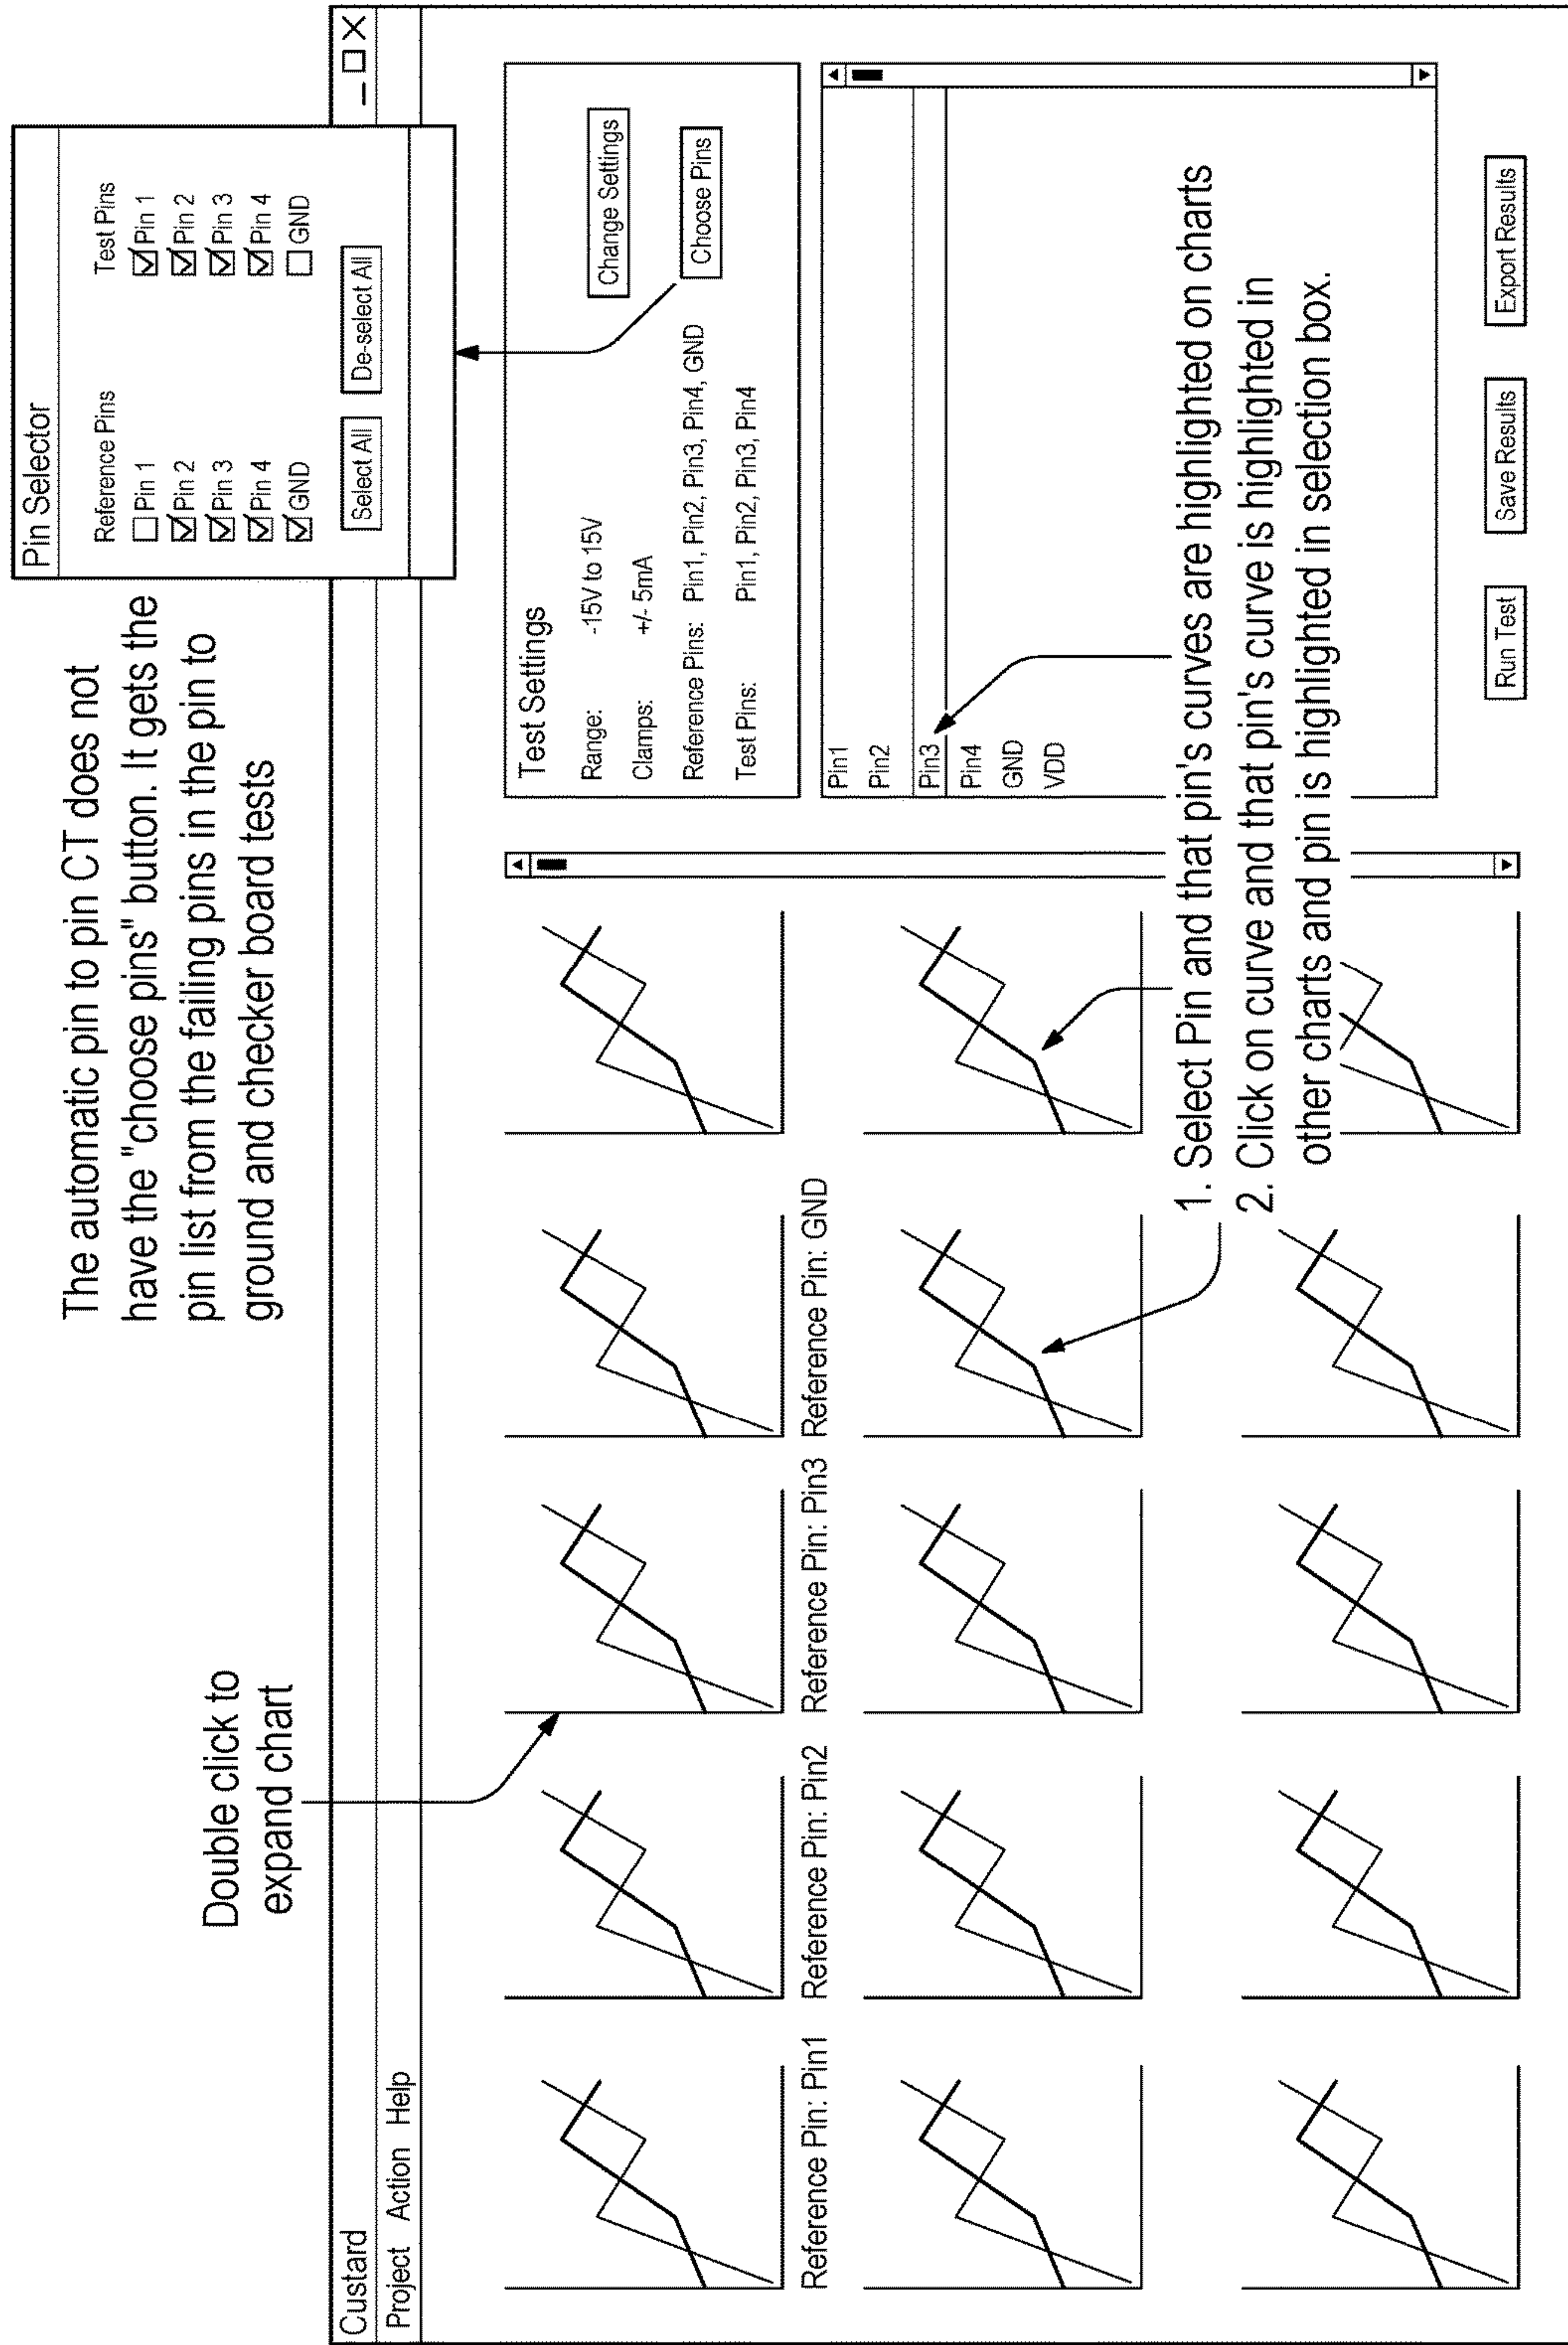 The automatic pin to pin CT does not
have the "choose pins" button. It gets the
pin list from the failing pins in the pin to
ground and checker board tests
Double click to
expand chart
Pin Selector
Reference Pins
Test Pins
Pin 1
Pin 1
Pin 2
Pin 2
Pin 3
Pin 3
Pin 4
Pin 4
GND
GND
Select All
De-select All
Custard
Project Action Help
Reference Pin: Pin1
Reference Pin: Pin2
Reference Pin: Pin3
Reference Pin: GND
Test Settings
Range: -15V to 15V
Change Settings
Clamps: +/- 5mA
Reference Pins: Pin1, Pin2, Pin3, Pin4, GND
Choose Pins
Test Pins: Pin1, Pin2, Pin3, Pin4
Pin1
Pin2
Pin3
Pin4
GND
VDD
1. Select Pin and that pin's curves are highlighted on charts
2. Click on curve and that pin's curve is highlighted in
other charts and pin is highlighted in selection box.
Run Test
Save Results
Export Results